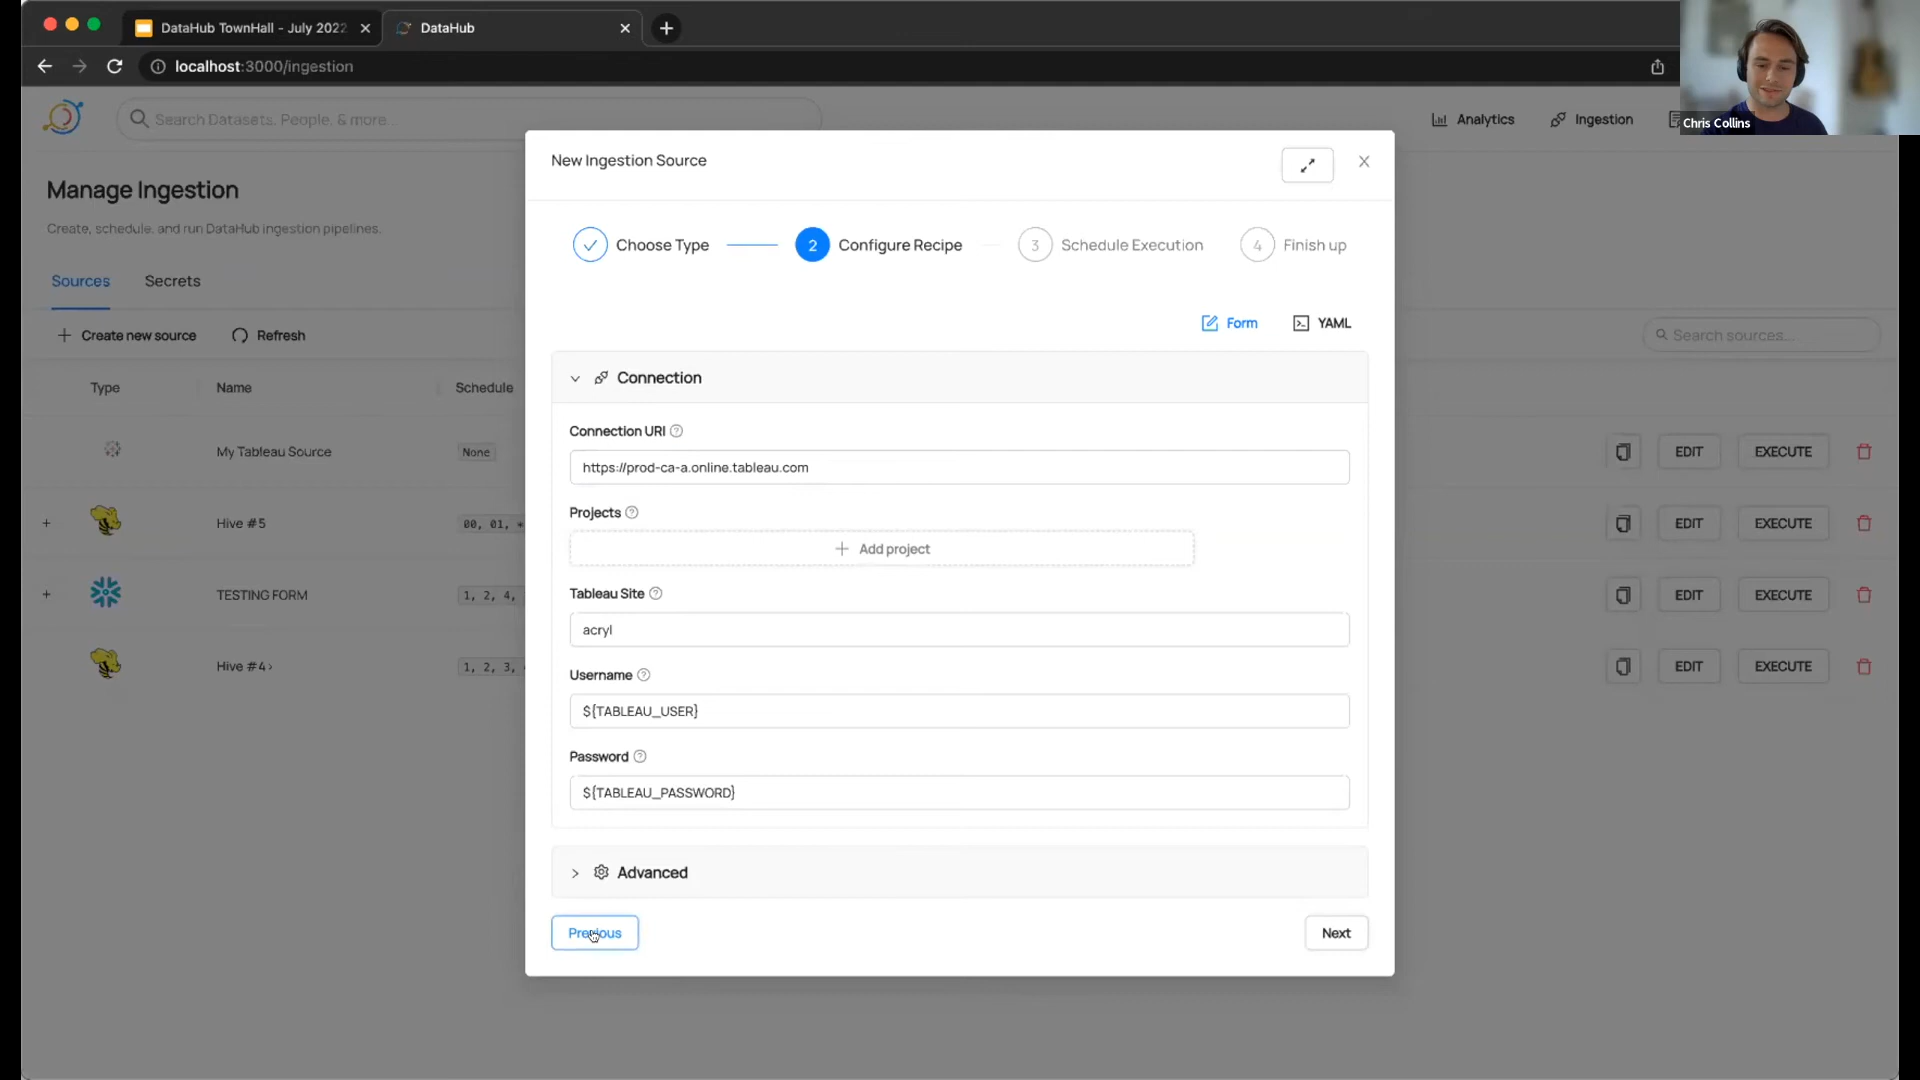 DataHub TownHall - July 2022
DataHub
localhost:3000/ingestion
Chris Collins
Search Datasets, People, & more...
Analytics
Ingestion
Manage Ingestion
Create, schedule, and run DataHub ingestion pipelines.
Sources
Secrets
Create new source
Refresh
Search sources...
Type
Name
Schedule
My Tableau Source
None
EDIT
EXECUTE
Hive #5
00, 01, *
EDIT
EXECUTE
TESTING FORM
1, 2, 4,
EDIT
EXECUTE
Hive #4>
1, 2, 3,
EDIT
EXECUTE
New Ingestion Source
Choose Type
2 Configure Recipe
3 Schedule Execution
4 Finish up
Form
YAML
Connection
Connection URI
https://prod-ca-a.online.tableau.com
Projects
Add project
Tableau Site
acryl
Username
${TABLEAU_USER}
Password
${TABLEAU_PASSWORD}
Advanced
Previous
Next